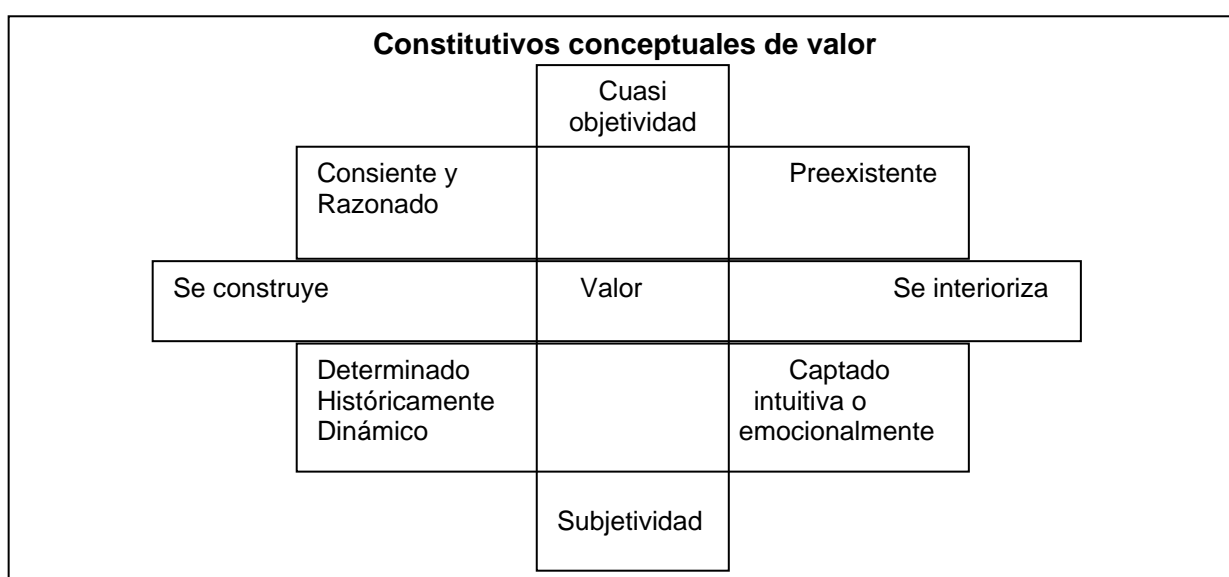 Constitutivos conceptuales de valor
Cuasi
objetividad
Consiente y
Razonado
Preexistente
Se construye
Valor
Se interioriza
Determinado
Históricamente
Dinámico
Captado
intuitiva o
emocionalmente
Subjetividad